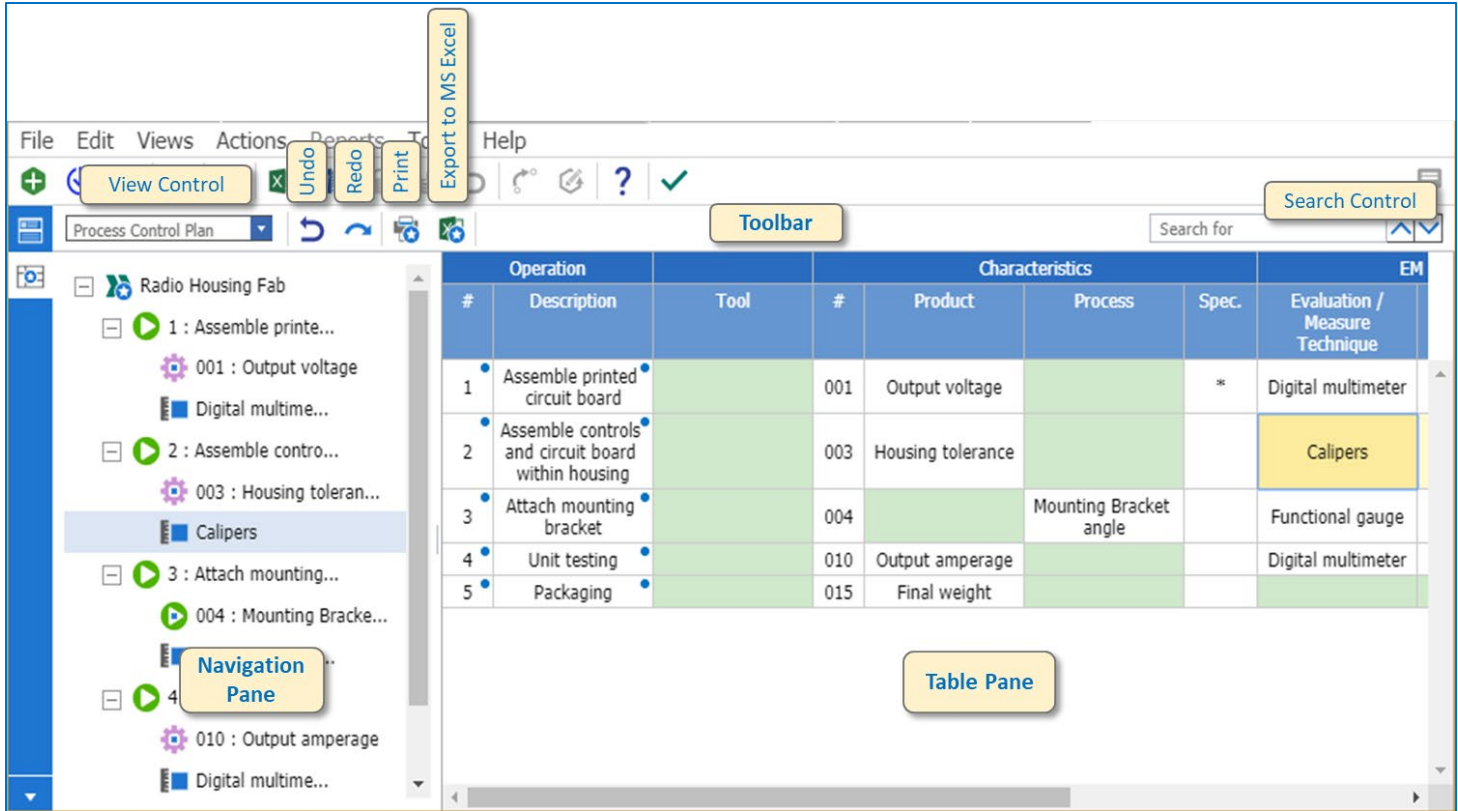 Export to MS Excel
File Edit Views Actions Reports Help
Undo
Redo
Print
View Control
?
Search Control
Process Control Plan
Toolbar
Search for
Radio Housing Fab
1 : Assemble printe...
001 : Output voltage
Digital multime...
2 : Assemble contro...
003 : Housing toleran...
Calipers
3 : Attach mounting...
004 : Mounting Bracke...
Navigation
Pane
4
010 : Output amperage
Digital multime...
Operation Characteristics EM
# Description Tool # Product Process Spec. Evaluation /
Measure
Technique
1 Assemble printed
circuit board 001 Output voltage * Digital multimeter
2 Assemble controls
and circuit board
within housing 003 Housing tolerance Calipers
3 Attach mounting
bracket 004 Mounting Bracket
angle Functional gauge
4 Unit testing 010 Output amperage Digital multimeter
5 Packaging 015 Final weight
Table Pane